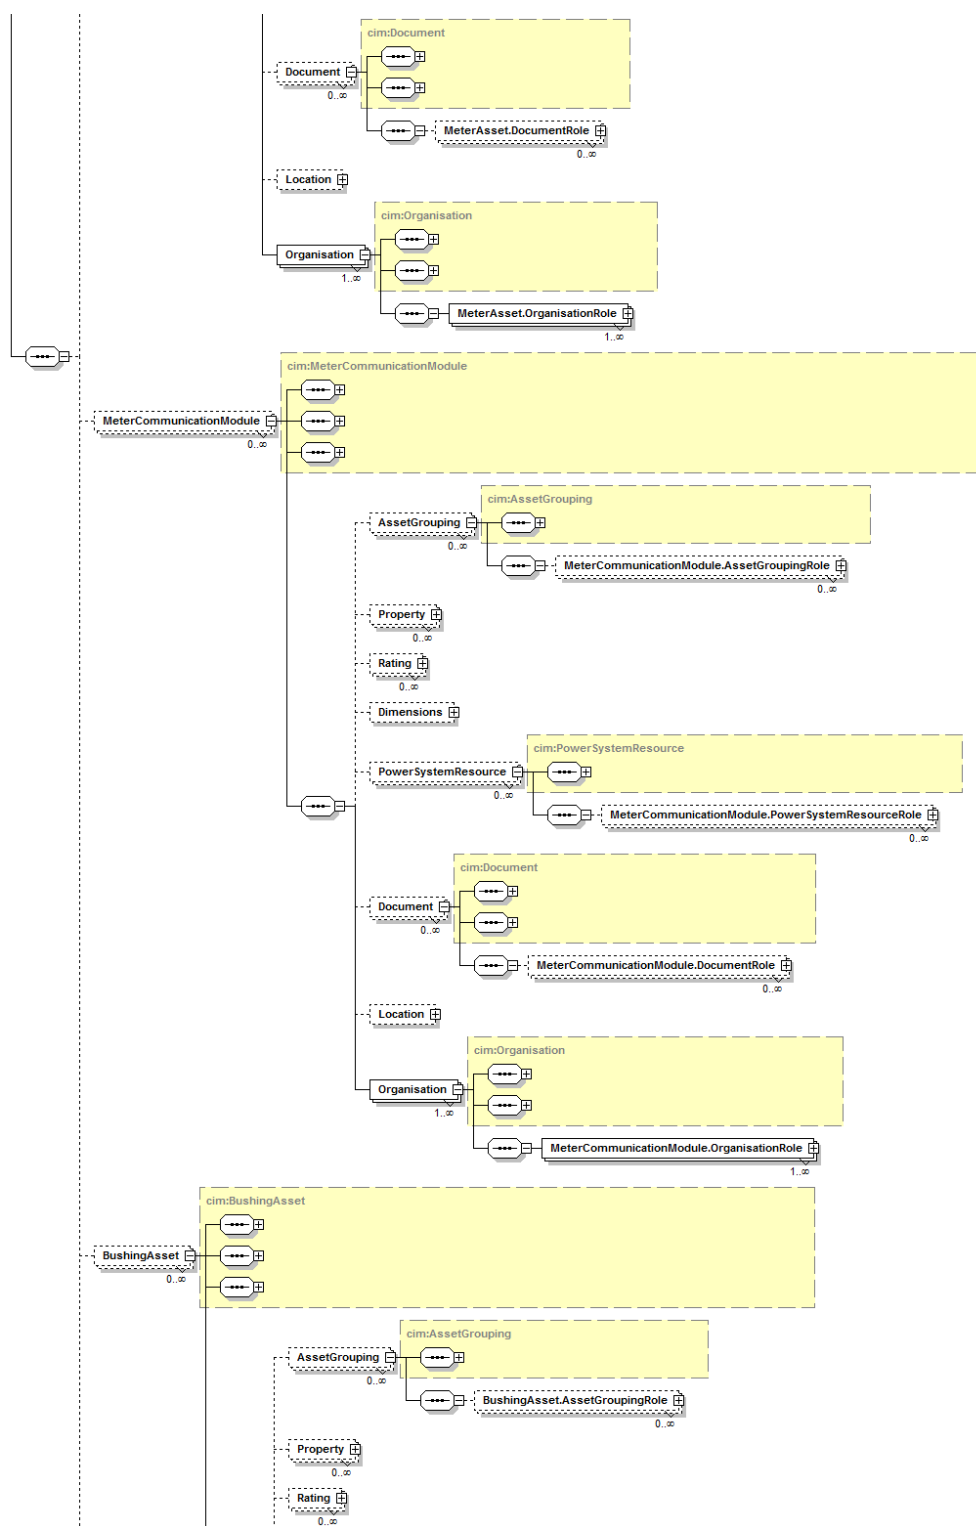 cim:Document
Document
0..∞
MeterAsset.DocumentRole
0..∞
Location
cim:Organisation
Organisation
1..∞
MeterAsset.OrganisationRole
1..∞
cim:MeterCommunicationModule
MeterCommunicationModule
0..∞
cim:AssetGrouping
AssetGrouping
0..∞
MeterCommunicationModule.AssetGroupingRole
0..∞
Property
0..∞
Rating
0..∞
Dimensions
cim:PowerSystemResource
PowerSystemResource
0..∞
MeterCommunicationModule.PowerSystemResourceRole
0..∞
cim:Document
Document
0..∞
MeterCommunicationModule.DocumentRole
0..∞
Location
cim:Organisation
Organisation
1..∞
MeterCommunicationModule.OrganisationRole
1..∞
cim:BushingAsset
BushingAsset
0..∞
cim:AssetGrouping
AssetGrouping
0..∞
BushingAsset.AssetGroupingRole
0..∞
Property
0..∞
Rating
0..∞